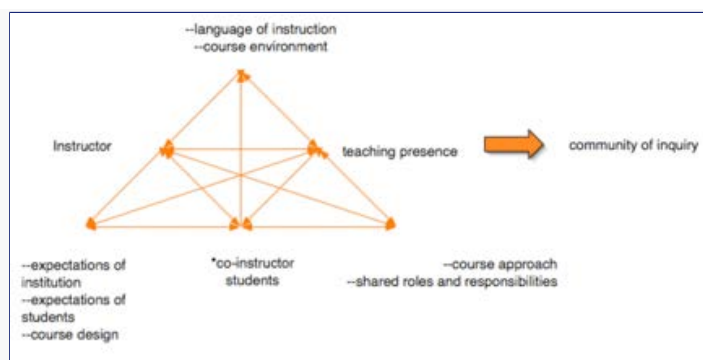 --language of instruction
--course environment
Instructor
teaching presence
community of inquiry
--expectations of
institution
--expectations of
students
--course design
*co-instructor
students
--course approach
--shared roles and responsibilities